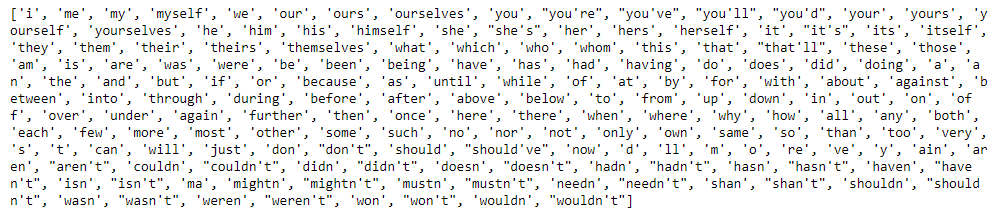 ['i', 'me', 'my', 'myself', 'we', 'our', 'ours', 'ourselves', 'you', "you're", "you've", "you'll", "you'd", 'your', 'yours', 'y
ourself', 'yourselves', 'he', 'him', 'his', 'himself', 'she', "she's", 'her', 'hers', 'herself', 'it', "it's", 'its', 'itself',
'they', 'them', 'their', 'theirs', 'themselves', 'what', 'which', 'who', 'whom', 'this', 'that', "that'll", 'these', 'those',
'am', 'is', 'are', 'was', 'were', 'be', 'been', 'being', 'have', 'has', 'had', 'having', 'do', 'does', 'did', 'doing', 'a', 'a
n', 'the', 'and', 'but', 'if', 'or', 'because', 'as', 'until', 'while', 'of', 'at', 'by', 'for', 'with', 'about', 'against', 'b
etween', 'into', 'through', 'during', 'before', 'after', 'above', 'below', 'to', 'from', 'up', 'down', 'in', 'out', 'on', 'of
f', 'over', 'under', 'again', 'further', 'then', 'once', 'here', 'there', 'when', 'where', 'why', 'how', 'all', 'any', 'both',
'each', 'few', 'more', 'most', 'other', 'some', 'such', 'no', 'nor', 'not', 'only', 'own', 'same', 'so', 'than', 'too', 'very',
's', 't', 'can', 'will', 'just', 'don', "don't", 'should', "should've", 'now', 'd', 'll', 'm', 'o', 're', 've', 'y', 'ain', 'ar
en', "aren't", 'couldn', "couldn't", 'didn', "didn't", 'doesn', "doesn't", 'hadn', "hadn't", 'hasn', "hasn't", 'haven', "have
n't", 'isn', "isn't", 'ma', 'mightn', "mightn't", 'mustn', "mustn't", 'needn', "needn't", 'shan', "shan't", 'shouldn', "should
n't", 'wasn', "wasn't", 'weren', "weren't", 'won', "won't", 'wouldn', "wouldn't"]